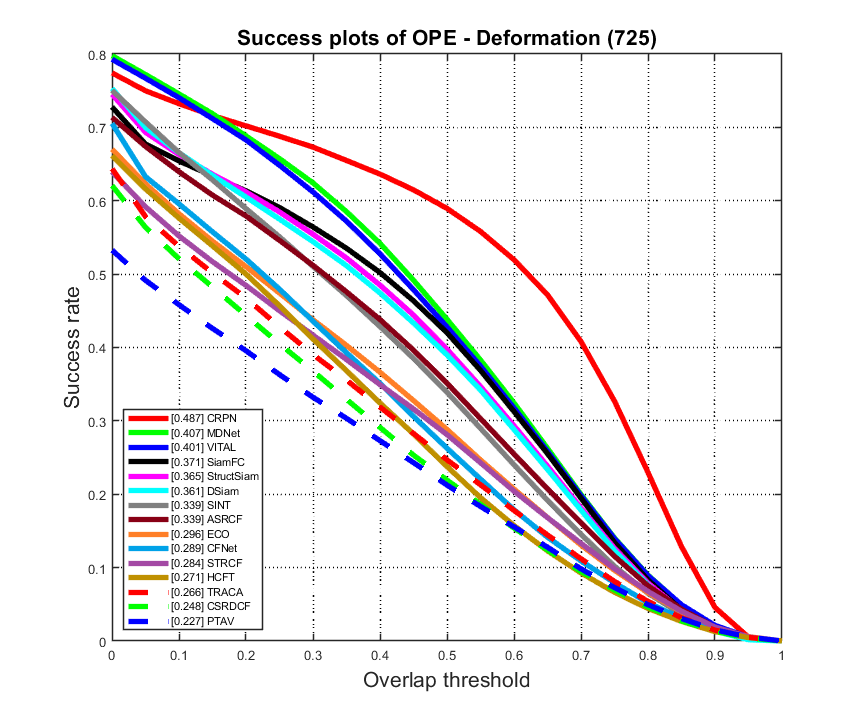 Success plots of OPE - Deformation (725)
0.8
0.7
0.6
0.5
0.4
0.3
0.2
0.1
0
Success rate
[0.487] CRPN
[0.407] MDNet
[0.401] VITAL
[0.371] SiamFC
[0.365] StructSiam
[0.361] DSiam
[0.339] SINT
[0.339] ASRCF
[0.296] ECO
[0.289] CFNet
[0.284] STRCF
[0.271] HCFT
[0.266] TRACA
[0.248] CSRDCF
[0.227] PTAV
0 0.1 0.2 0.3 0.4 0.5 0.6 0.7 0.8 0.9 1
Overlap threshold